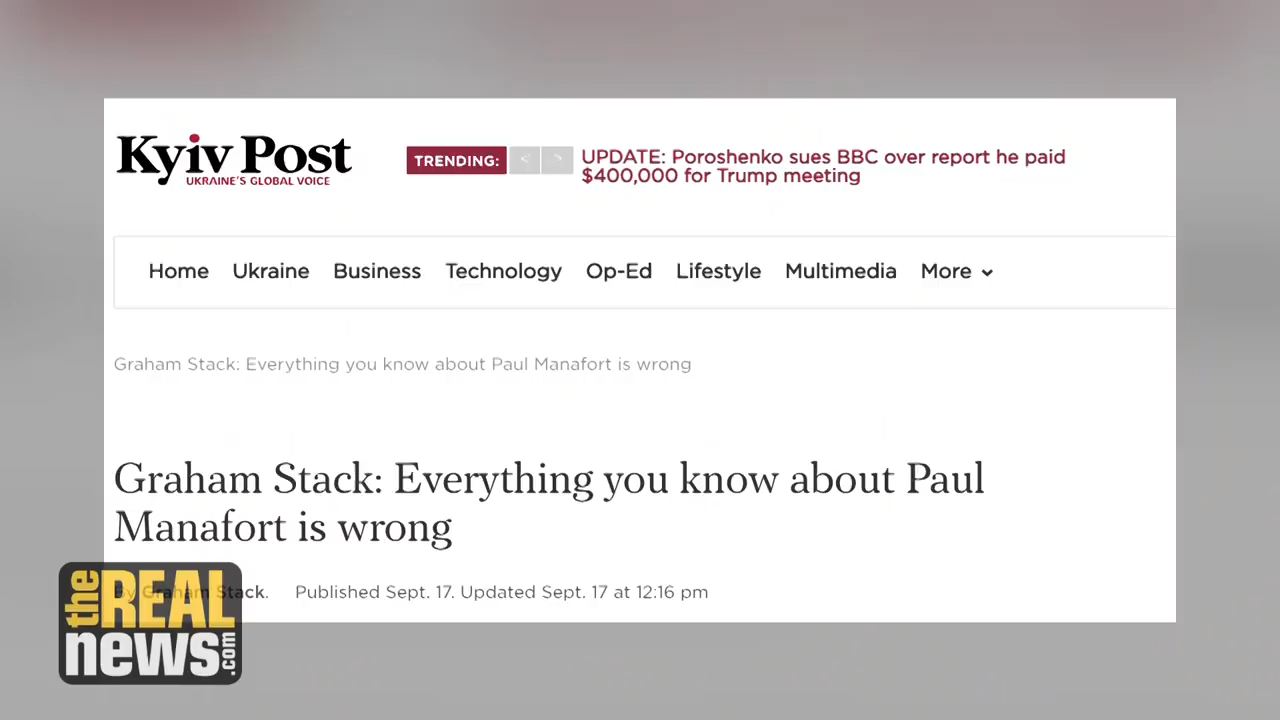 Kyiv Post
UKRAINE'S GLOBAL VOICE
TRENDING: < > UPDATE: Poroshenko sues BBC over report he paid
$400,000 for Trump meeting
Home Ukraine Business Technology Op-Ed Lifestyle Multimedia More
Graham Stack: Everything you know about Paul Manafort is wrong
Graham Stack: Everything you know about Paul
Manafort is wrong
By Graham Stack. Published Sept. 17. Updated Sept. 17 at 12:16 pm
the REAL
news.com